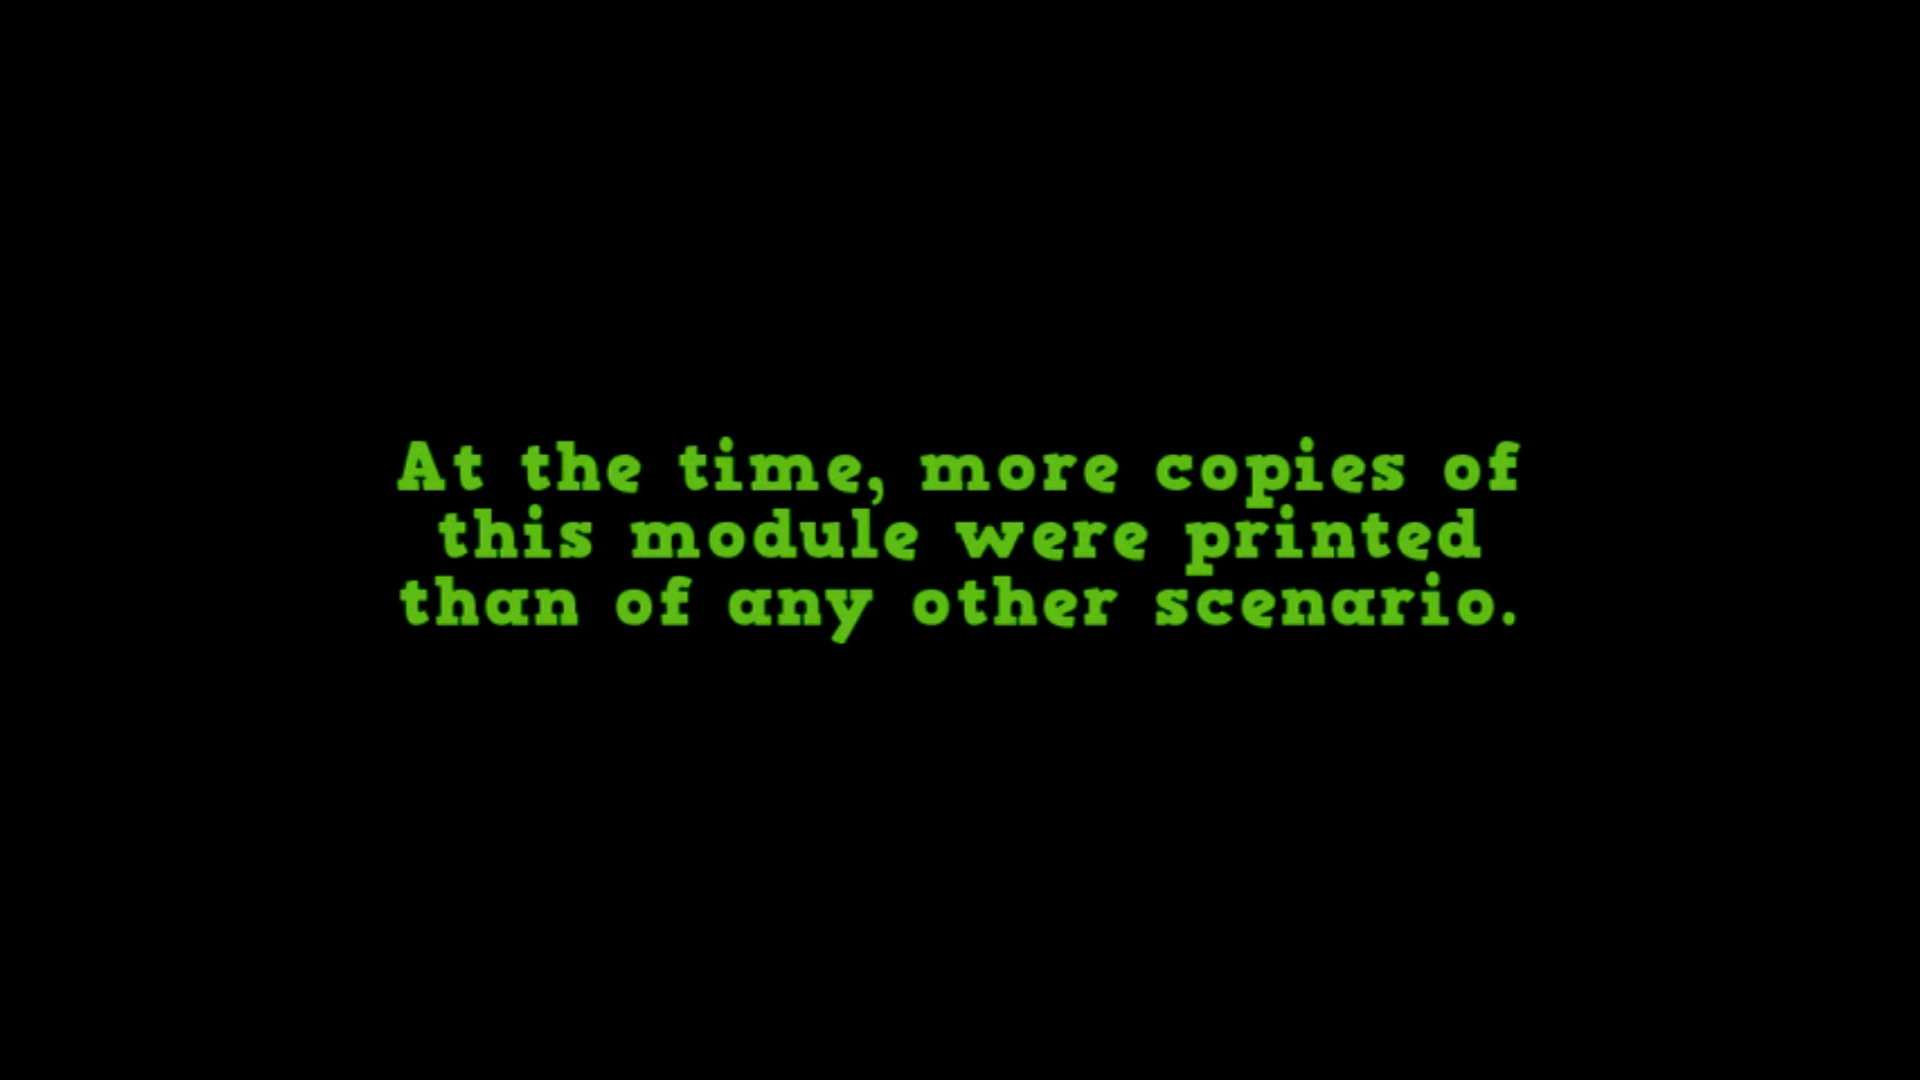 At the time, more copies of
this module were printed
than of any other scenario.